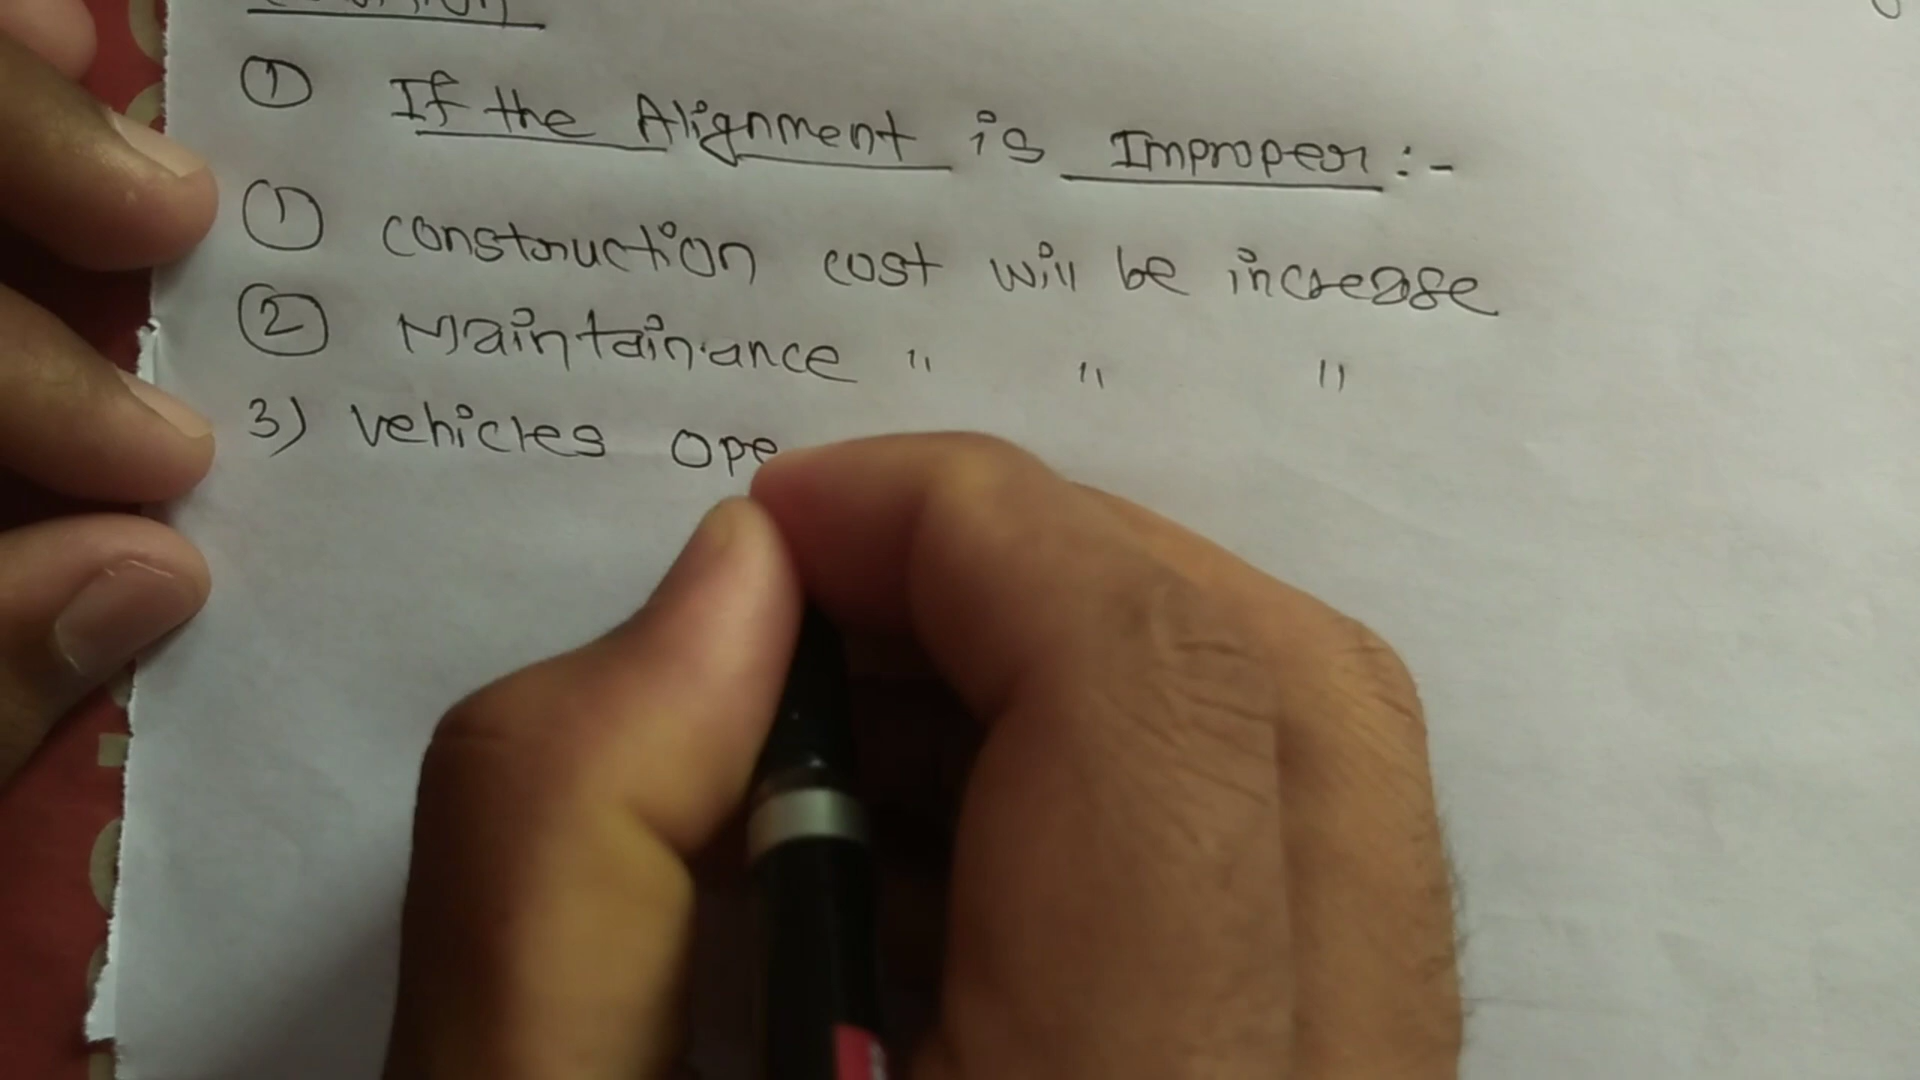 ① If the Alignment is Improper :-
① construction cost will be increase
② Maintainance " " "
3) vehicles ope